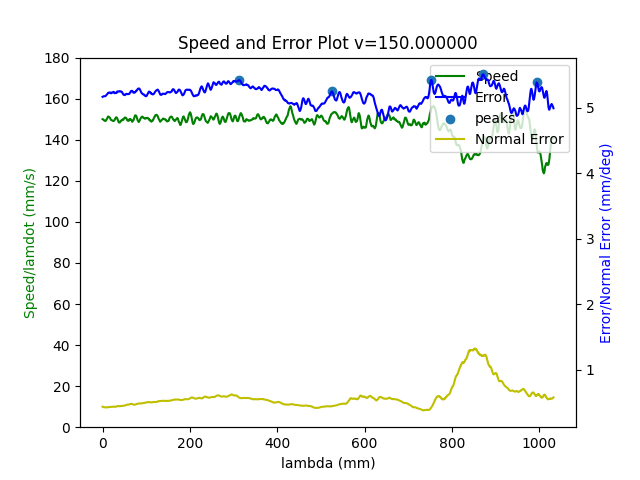 Speed and Error Plot v=150.000000
180
160
140
120
100
80
60
40
20
0
Speed/lamdot (mm/s)
0
200
400
600
800
1000
lambda (mm)
5
4
3
2
1
Error/Normal Error (mm/deg)
Speed
Error
peaks
Normal Error